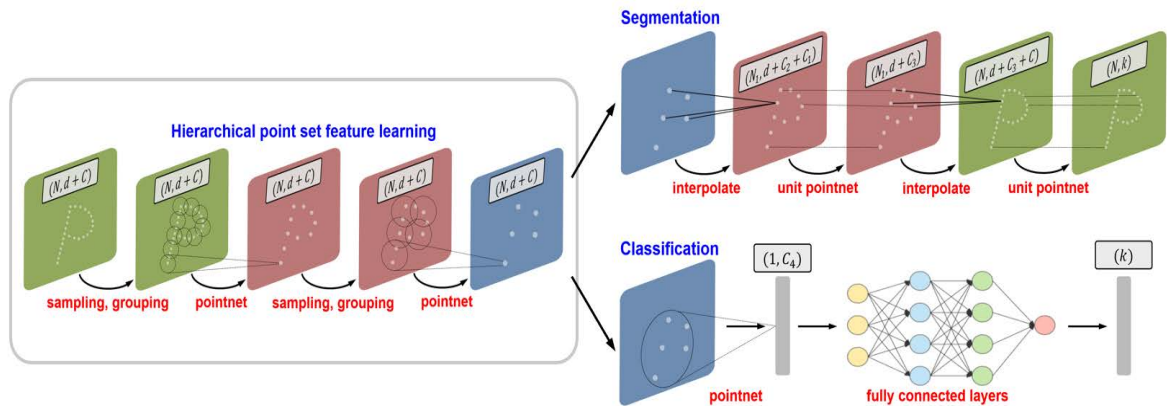 Hierarchical point set feature learning
(N, d + C)
(N, d + C)
(N, d + C)
(N, d + C)
(N, d + C)
sampling, grouping
pointnet
sampling, grouping
pointnet
Segmentation
(N₁, d + C₂ + C₁)
(N₁, d + C₃)
(N, d + C₃ + C)
(N, k)
interpolate
unit pointnet
interpolate
unit pointnet
Classification
(1, C₄)
(k)
pointnet
fully connected layers